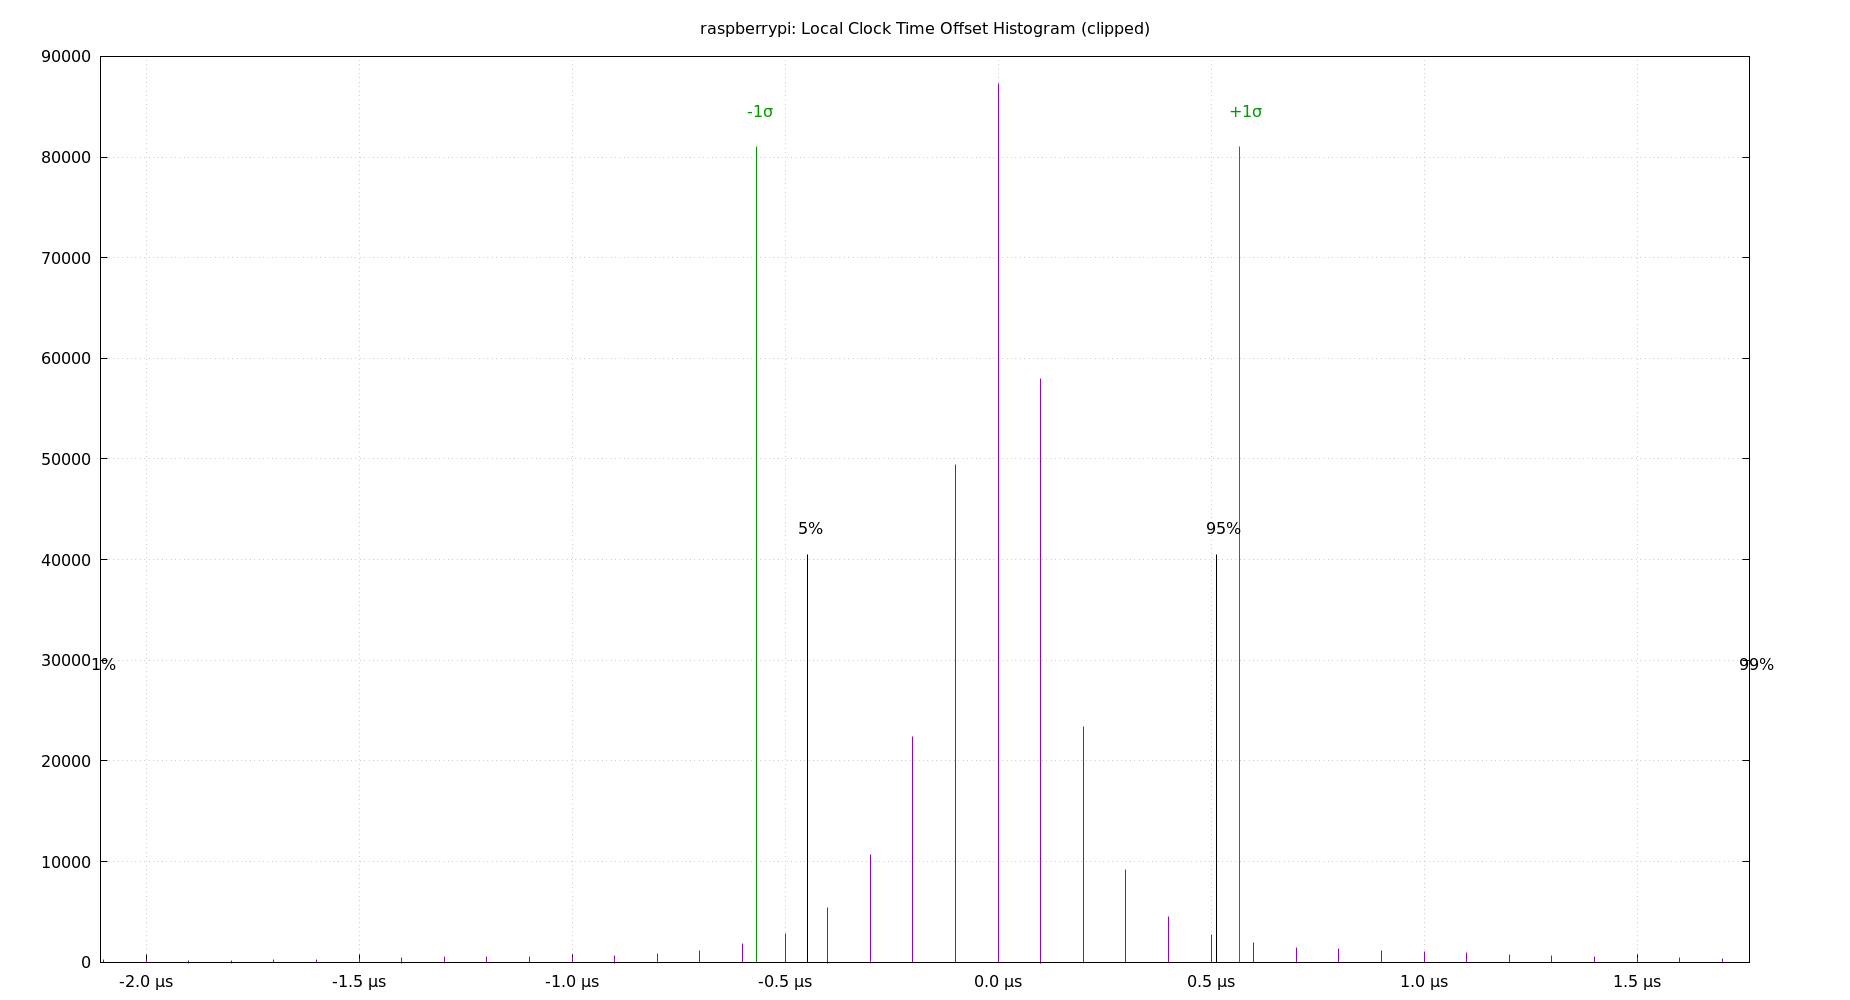 raspberrypi: Local Clock Time Offset Histogram (clipped)
90000
-1σ
+1σ
80000
70000
60000
50000
5%
95%
40000
30000
1%
99%
20000
10000
0
-2.0 µs
-1.5 µs
-1.0 µs
-0.5 µs
0.0 µs
0.5 µs
1.0 µs
1.5 µs